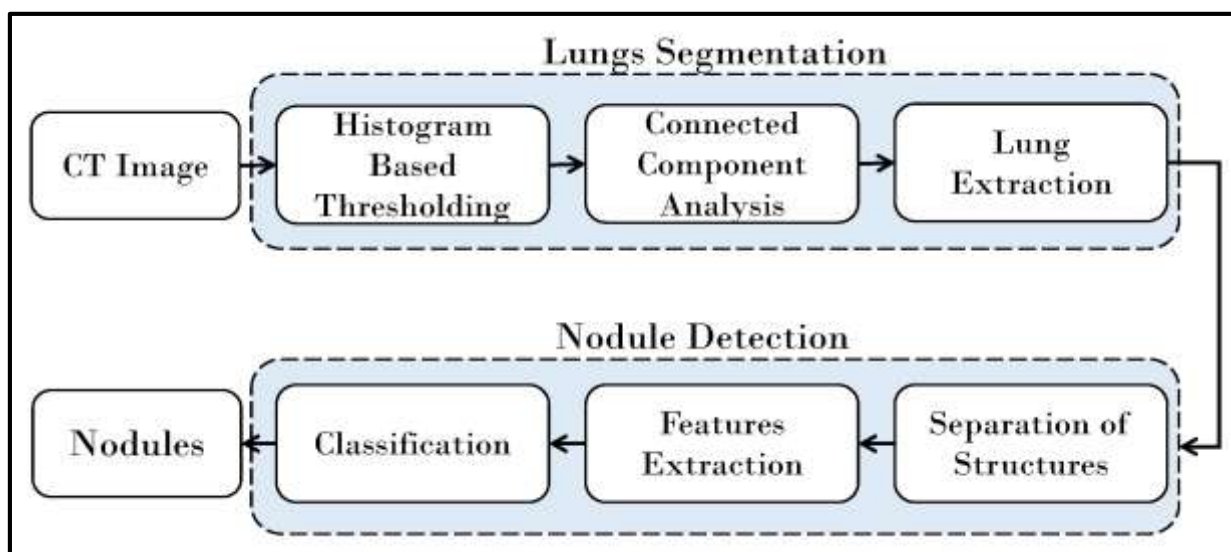 Lungs Segmentation
CT Image
Histogram
Based
Thresholding
Connected
Component
Analysis
Lung
Extraction
Nodule Detection
Nodules
Classification
Features
Extraction
Separation of
Structures